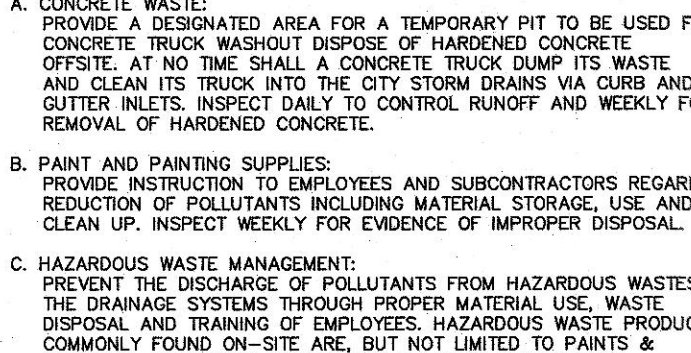 A. CONCRETE WASTE:
PROVIDE A DESIGNATED AREA FOR A TEMPORARY PIT TO BE USED F
CONCRETE TRUCK WASHOUT DISPOSE OF HARDENED CONCRETE
OFFSITE. AT NO TIME SHALL A CONCRETE TRUCK DUMP ITS WASTE
AND CLEAN ITS TRUCK INTO THE CITY STORM DRAINS VIA CURB AND
GUTTER INLETS. INSPECT DAILY TO CONTROL RUNOFF AND WEEKLY FO
REMOVAL OF HARDENED CONCRETE.
B. PAINT AND PAINTING SUPPLIES:
PROVIDE INSTRUCTION TO EMPLOYEES AND SUBCONTRACTORS REGARD
REDUCTION OF POLLUTANTS INCLUDING MATERIAL STORAGE, USE AND
CLEAN UP. INSPECT WEEKLY FOR EVIDENCE OF IMPROPER DISPOSAL.
C. HAZARDOUS WASTE MANAGEMENT:
PREVENT THE DISCHARGE OF POLLUTANTS FROM HAZARDOUS WASTES
THE DRAINAGE SYSTEMS THROUGH PROPER MATERIAL USE, WASTE
DISPOSAL AND TRAINING OF EMPLOYEES. HAZARDOUS WASTE PRODUC
COMMONLY FOUND ON-SITE ARE, BUT NOT LIMITED TO PAINTS &